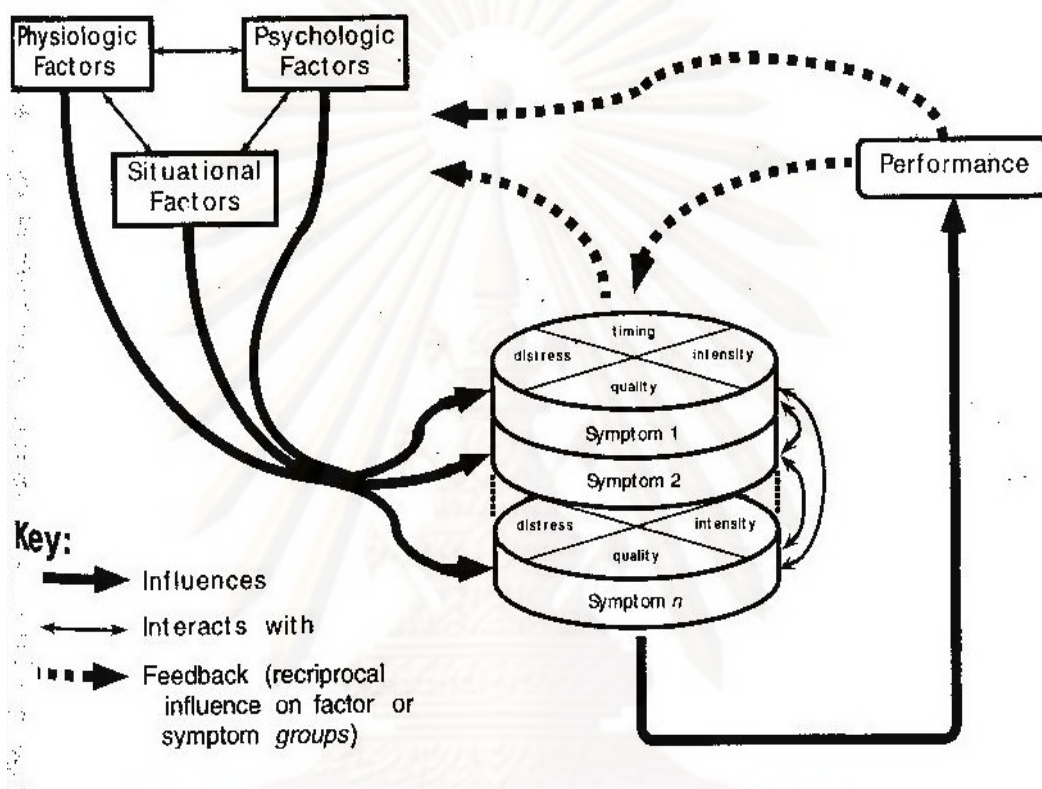 Physiologic
Factors
Psychologic
Factors
Situational
Factors
Performance
timing
distress
intensity
quality
Symptom 1
Symptom 2
distress
intensity
quality
Symptom n
Key:
Influences
Interacts with
Feedback (recriprocal
influence on factor or
symptom groups)